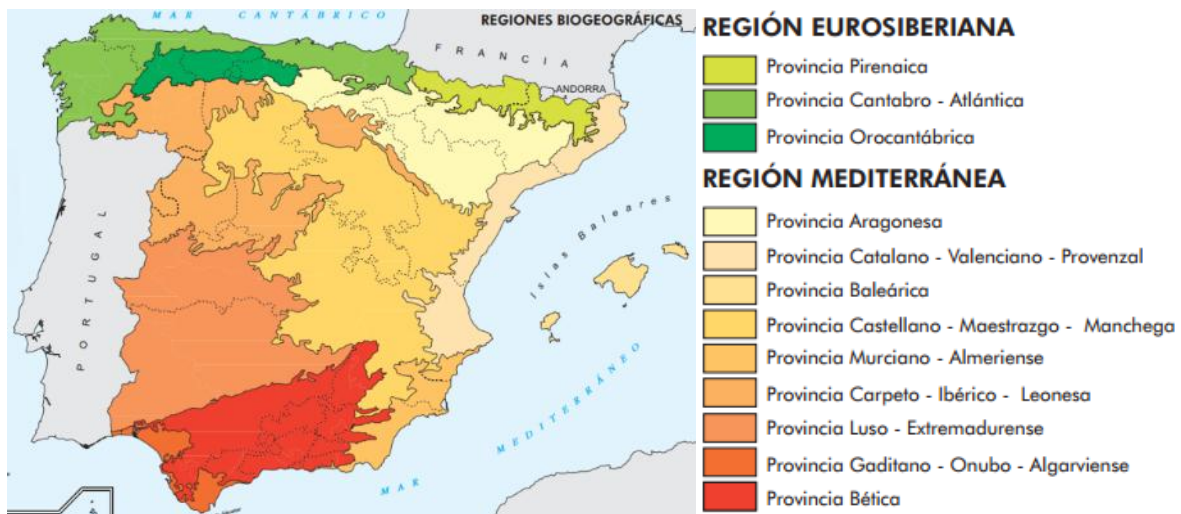 MAR CANTÁBRICO
REGIONES BIOGEOGRÁFICAS
FRANCIA
ANDORRA
PORTUGAL
Islas Baleares
MAR MEDITERRÁNEO
REGIÓN EUROSIBERIANA
Provincia Pirenaica
Provincia Cantabro - Atlántica
Provincia Orocantábrica
REGIÓN MEDITERRÁNEA
Provincia Aragonesa
Provincia Catalano - Valenciano - Provenzal
Provincia Baleárica
Provincia Castellano - Maestrazgo - Manchega
Provincia Murciano - Almeriense
Provincia Carpeto - Ibérico - Leonesa
Provincia Luso - Extremadurense
Provincia Gaditano - Onubo - Algarviense
Provincia Bética